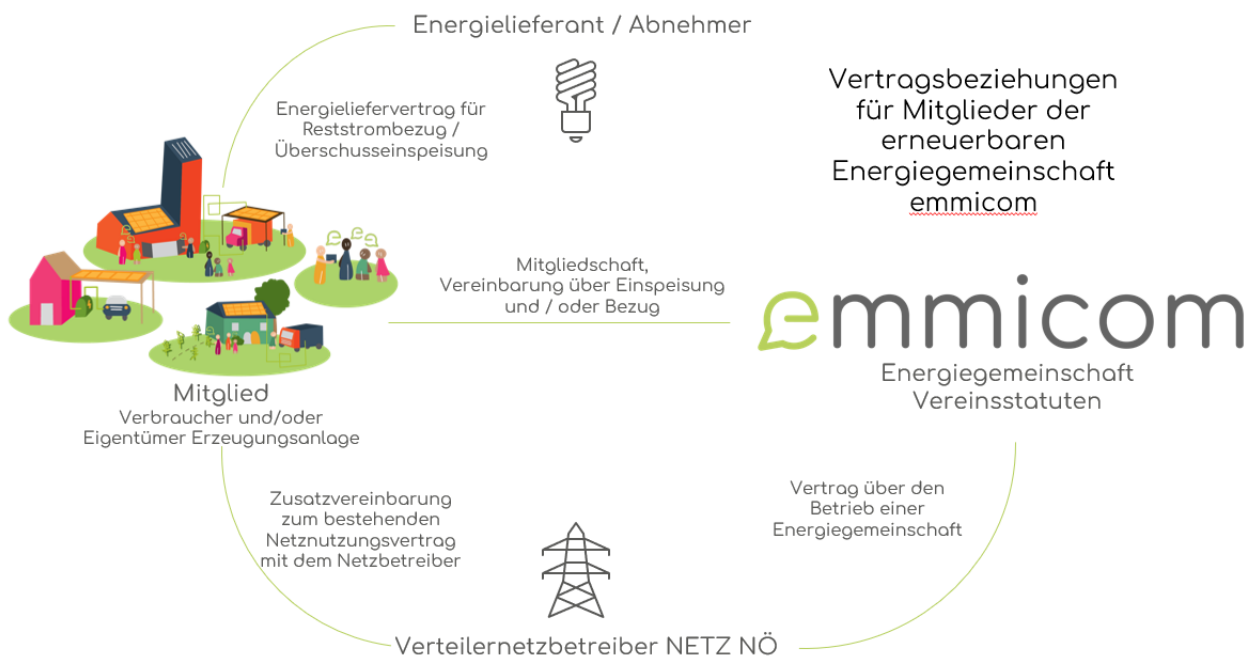 Energielieferant / Abnehmer
Energieliefervertrag für
Reststrombezug /
Überschusseinspeisung
Vertragsbeziehungen
für Mitglieder der
erneuerbaren
Energiegemeinschaft
emmicom
Mitgliedschaft,
Vereinbarung über Einspeisung
und / oder Bezug
emmicom
Energiegemeinschaft
Vereinsstatuten
Mitglied
Verbraucher und/oder
Eigentümer Erzeugungsanlage
Zusatzvereinbarung
zum bestehenden
Netznutzungsvertrag
mit dem Netzbetreiber
Vertrag über den
Betrieb einer
Energiegemeinschaft
Verteilernetzbetreiber NETZ NÖ